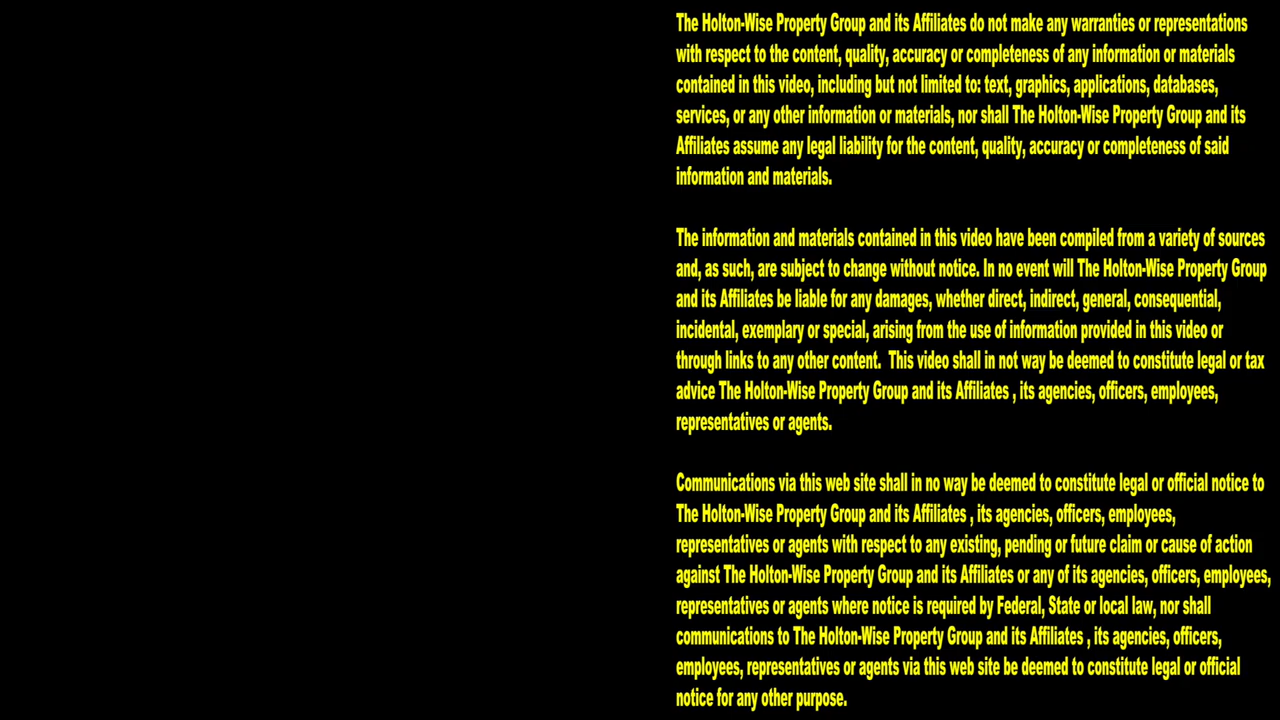 The Holton-Wise Property Group and its Affiliates do not make any warranties or representations
with respect to the content, quality, accuracy or completeness of any information or materials
contained in this video, including but not limited to: text, graphics, applications, databases,
services, or any other information or materials, nor shall The Holton-Wise Property Group and its
Affiliates assume any legal liability for the content, quality, accuracy or completeness of said
information and materials.
The information and materials contained in this video have been compiled from a variety of sources
and, as such, are subject to change without notice. In no event will The Holton-Wise Property Group
and its Affiliates be liable for any damages, whether direct, indirect, general, consequential,
incidental, exemplary or special, arising from the use of information provided in this video or
through links to any other content.  This video shall in not way be deemed to constitute legal or tax
advice The Holton-Wise Property Group and its Affiliates , its agencies, officers, employees,
representatives or agents.
Communications via this web site shall in no way be deemed to constitute legal or official notice to
The Holton-Wise Property Group and its Affiliates , its agencies, officers, employees,
representatives or agents with respect to any existing, pending or future claim or cause of action
against The Holton-Wise Property Group and its Affiliates or any of its agencies, officers, employees,
representatives or agents where notice is required by Federal, State or local law, nor shall
communications to The Holton-Wise Property Group and its Affiliates , its agencies, officers,
employees, representatives or agents via this web site be deemed to constitute legal or official
notice for any other purpose.